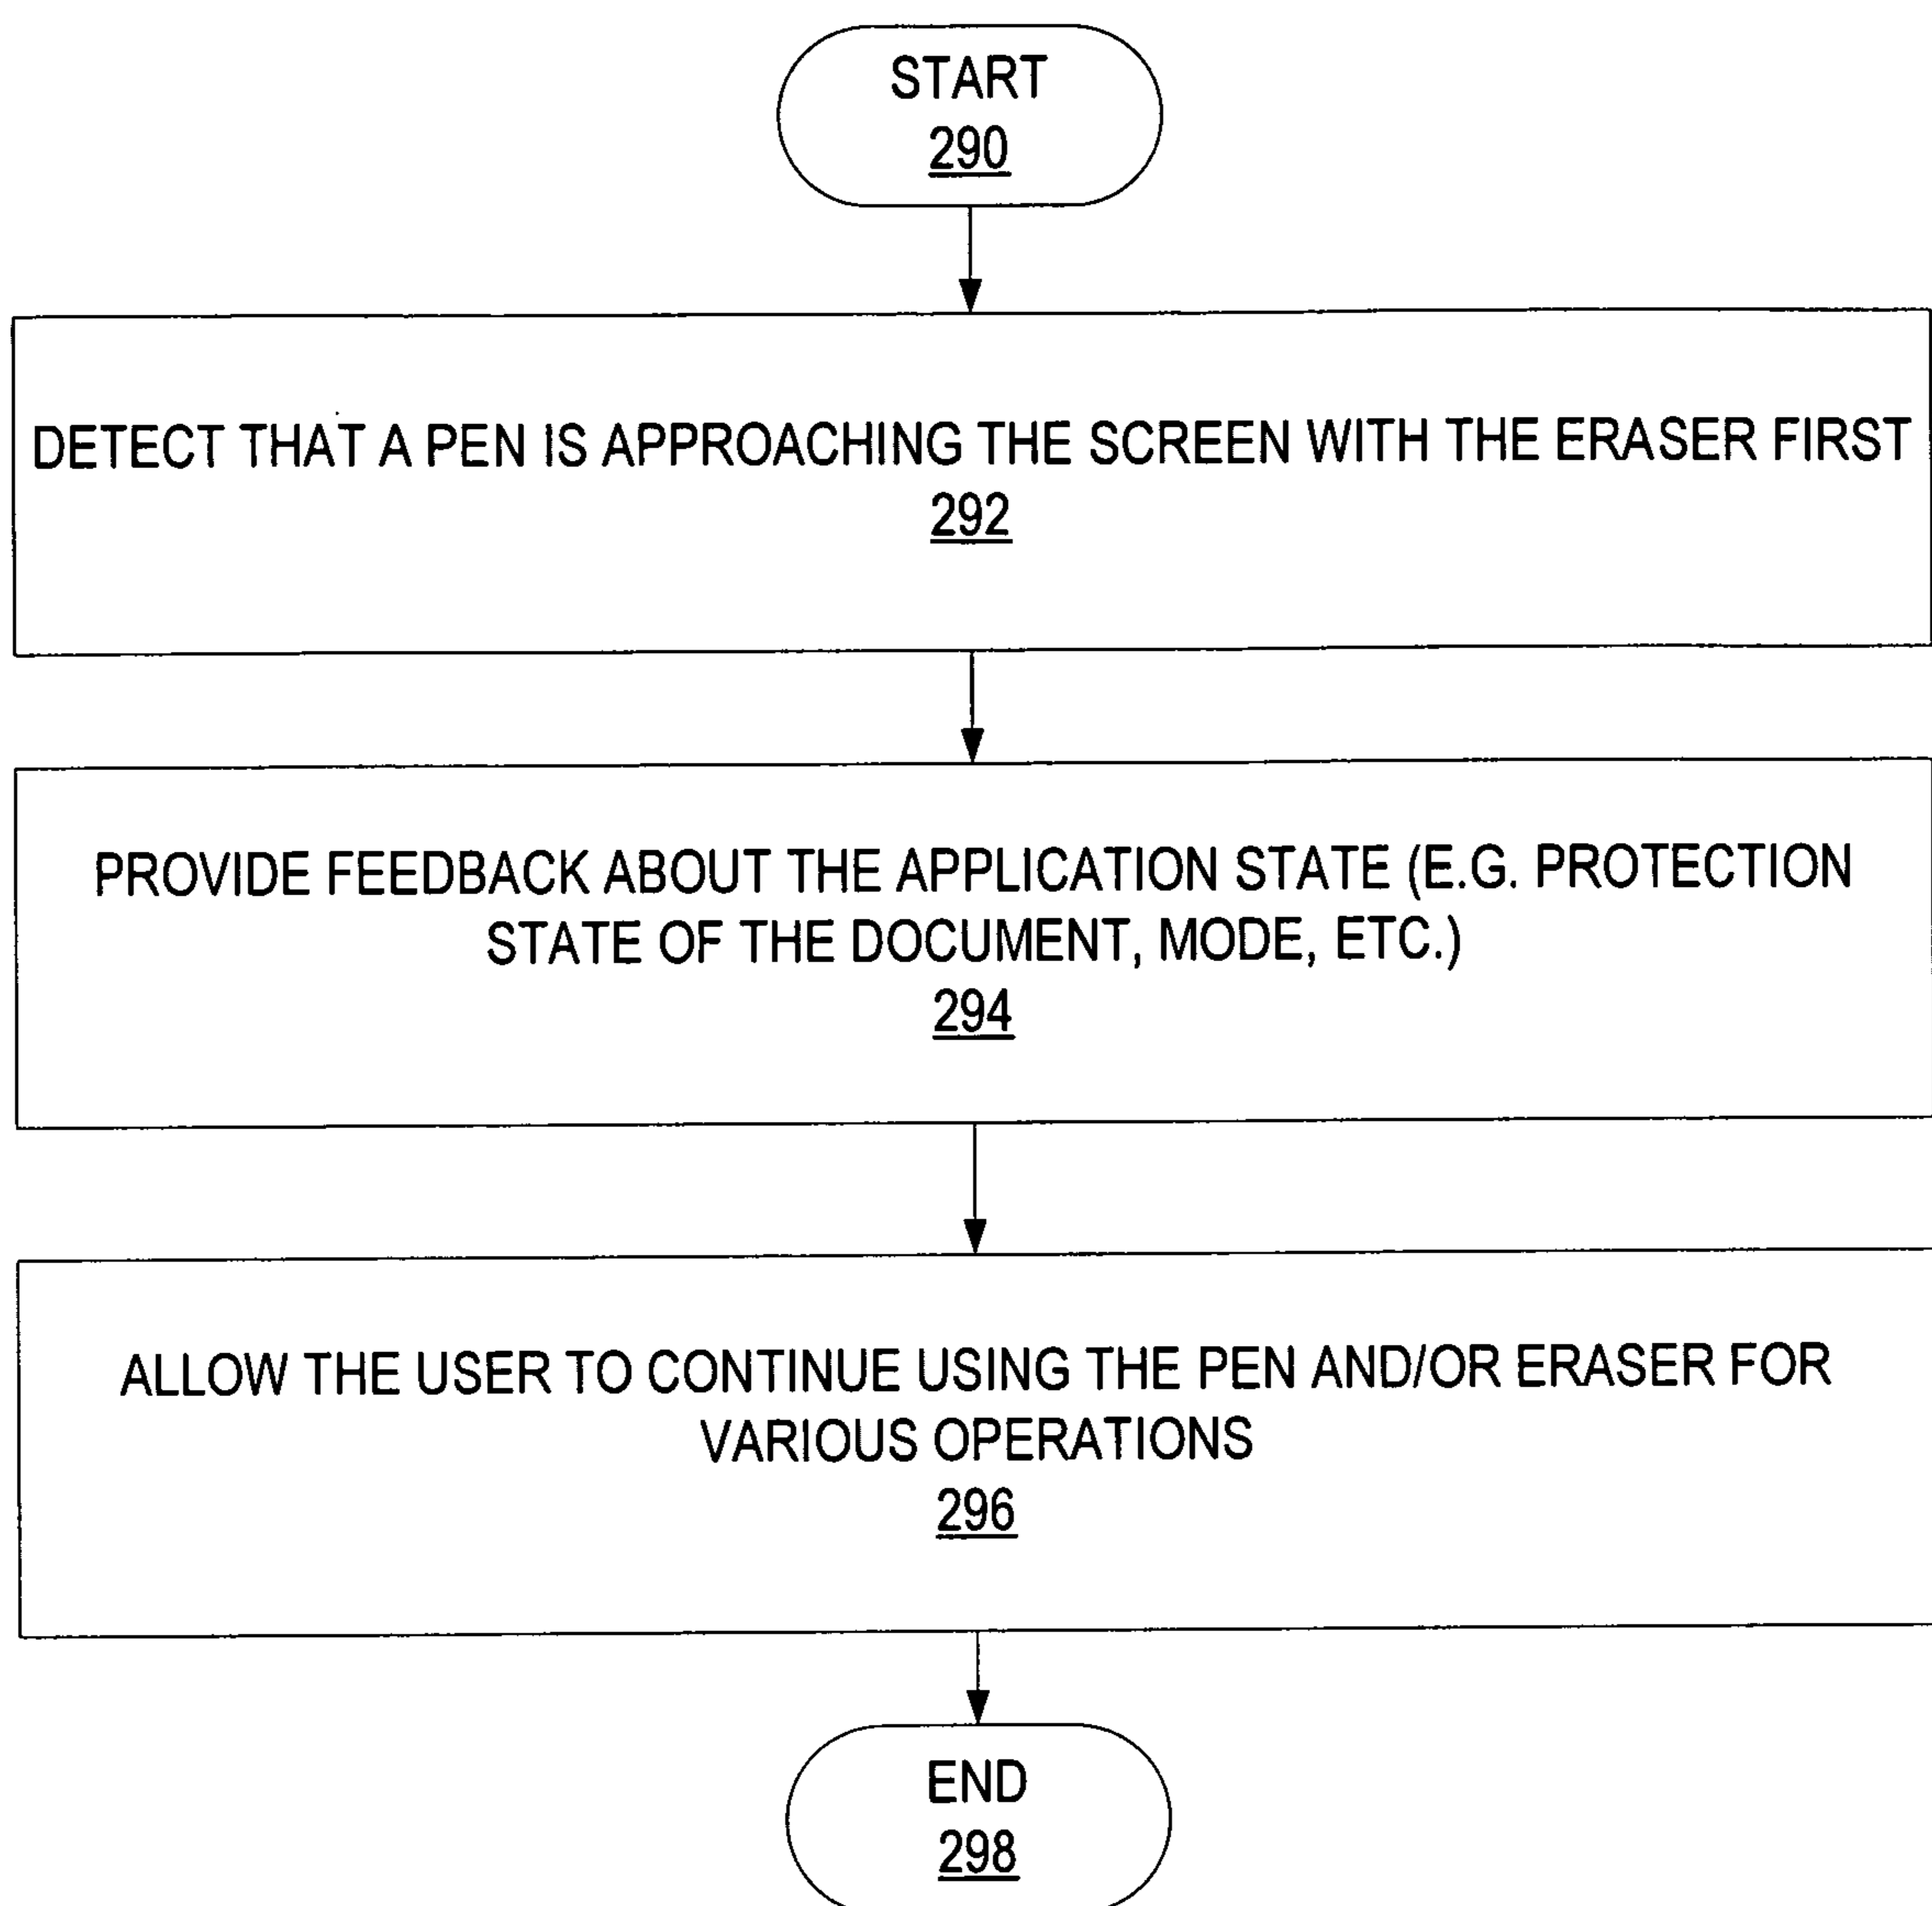 START
290
DETECT THAT A PEN IS APPROACHING THE SCREEN WITH THE ERASER FIRST
292
PROVIDE FEEDBACK ABOUT THE APPLICATION STATE (E.G. PROTECTION
STATE OF THE DOCUMENT, MODE, ETC.)
294
ALLOW THE USER TO CONTINUE USING THE PEN AND/OR ERASER FOR
VARIOUS OPERATIONS
296
END
298